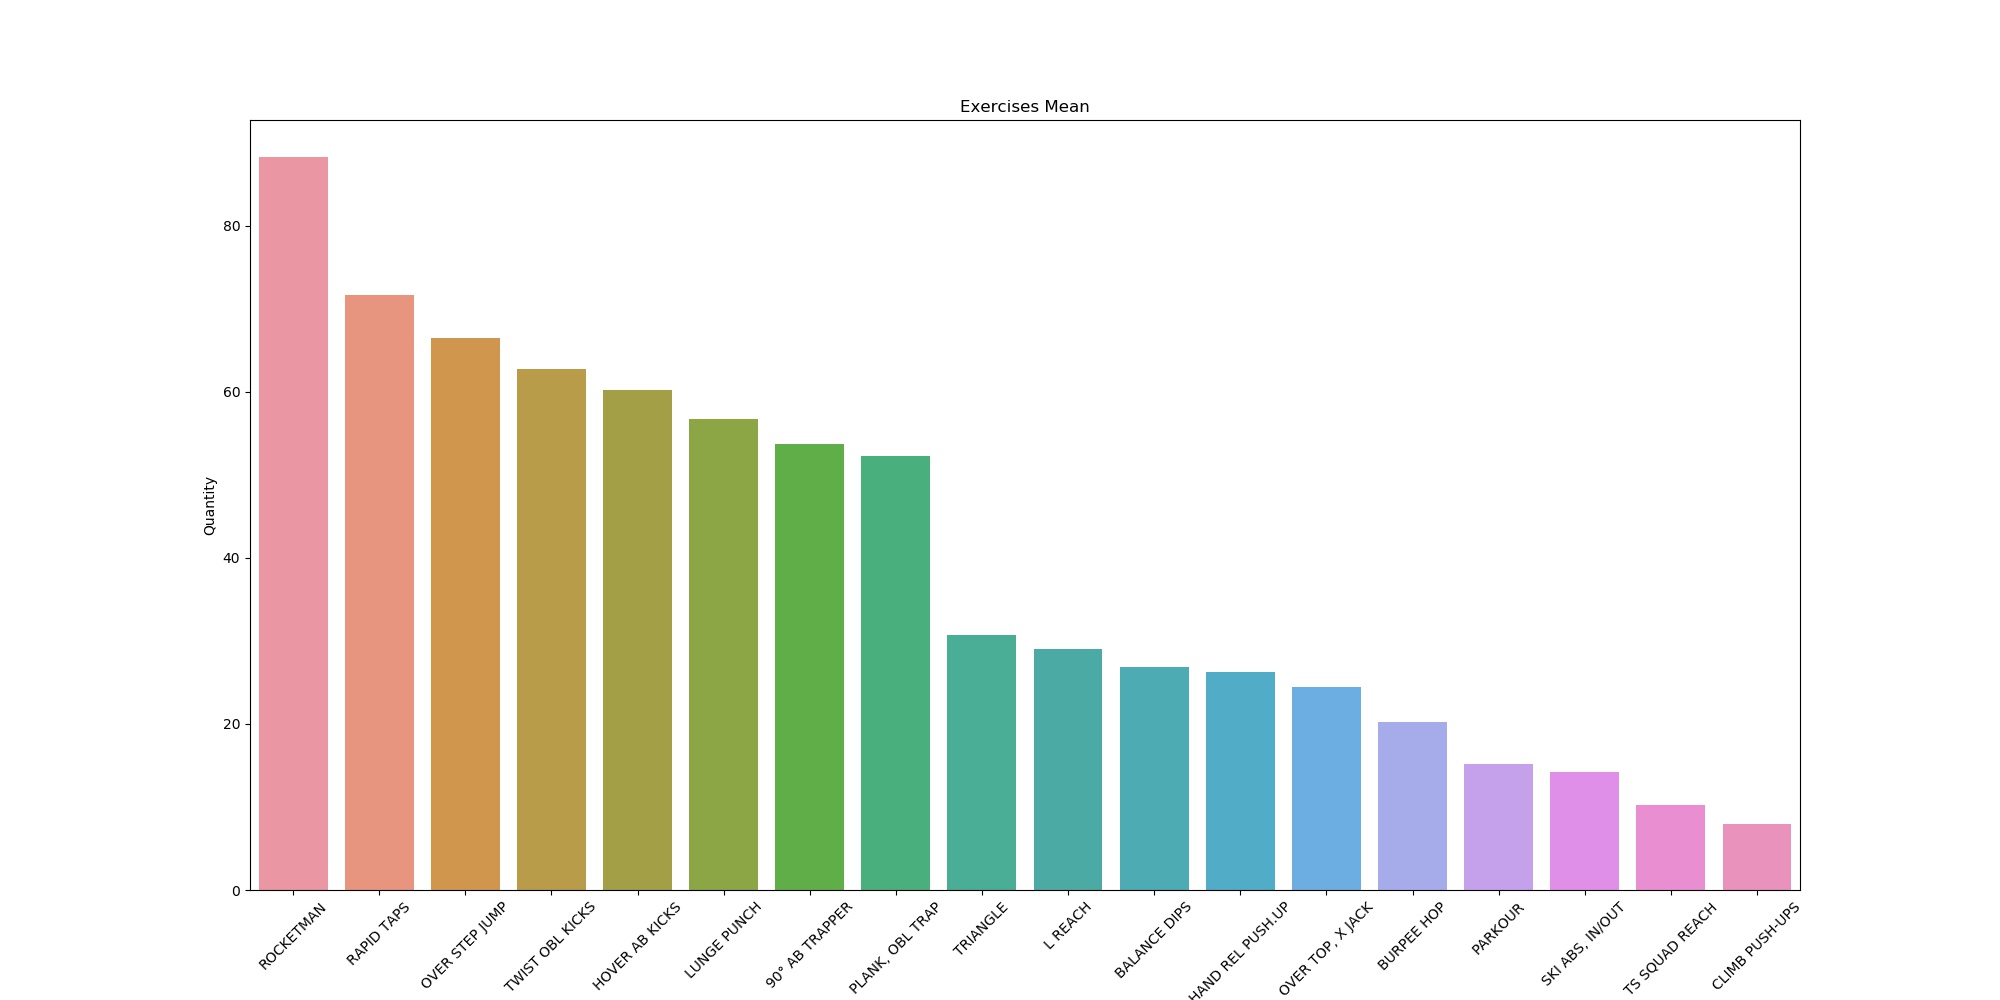 Exercises Mean
Quantity
80
60
40
20
0
ROCKETMAN
RAPID TAPS
OVER STEP JUMP
TWIST OBL KICKS
HOVER AB KICKS
LUNGE PUNCH
90° AB TRAPPER
PLANK, OBL TRAP
TRIANGLE
L REACH
BALANCE DIPS
HAND REL PUSH.UP
OVER TOP, X JACK
BURPEE HOP
PARKOUR
SKI ABS, IN/OUT
TS SQUAD REACH
CLIMB PUSH-UPS